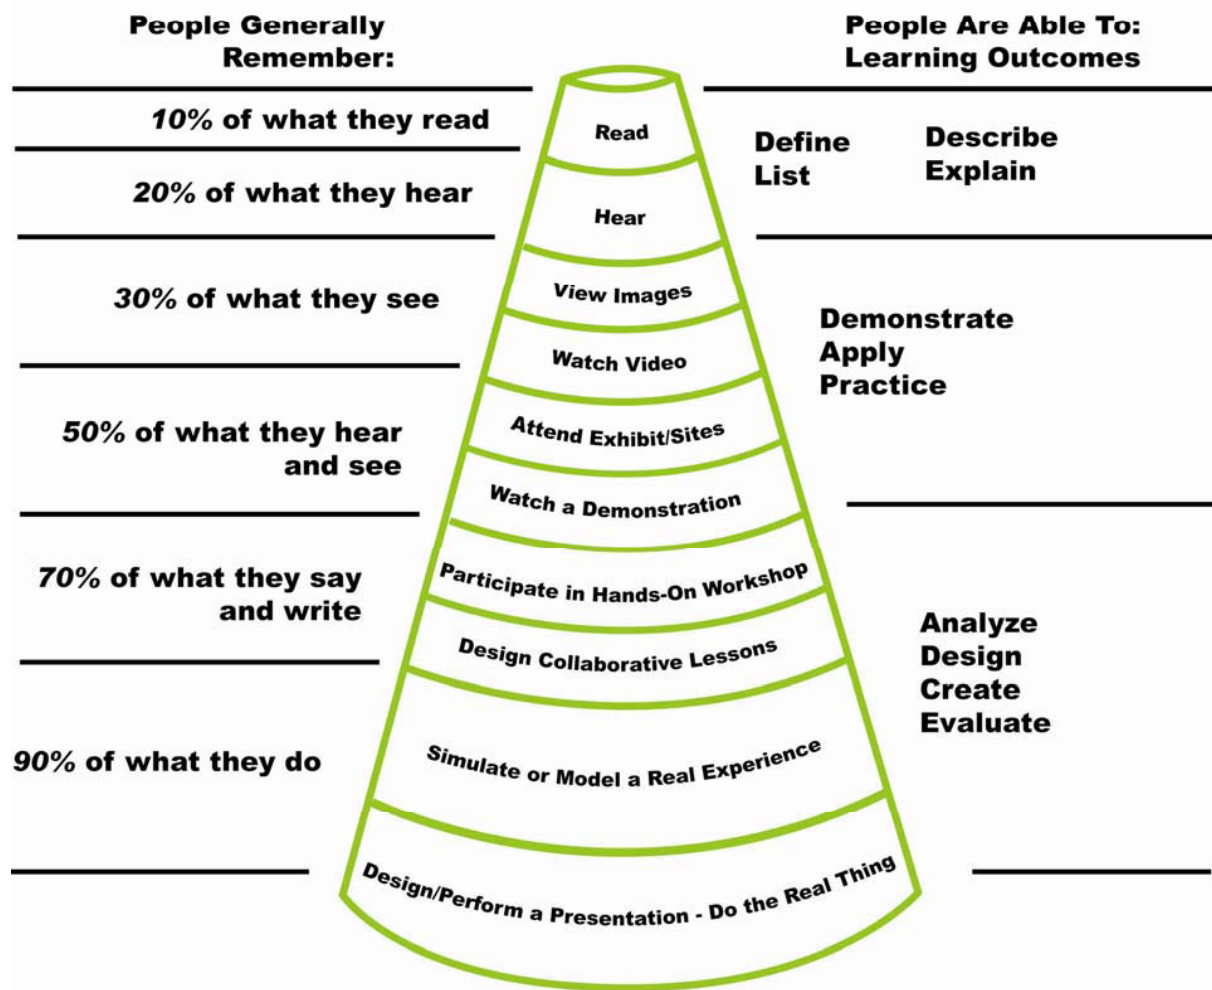 People Generally
Remember:
10% of what they read
20% of what they hear
30% of what they see
50% of what they hear
and see
70% of what they say
and write
90% of what they do
Read
Hear
View Images
Watch Video
Attend Exhibit/Sites
Watch a Demonstration
Participate in Hands-On Workshop
Design Collaborative Lessons
Simulate or Model a Real Experience
Design/Perform a Presentation - Do the Real Thing
People Are Able To:
Learning Outcomes
Define
List
Describe
Explain
Demonstrate
Apply
Practice
Analyze
Design
Create
Evaluate